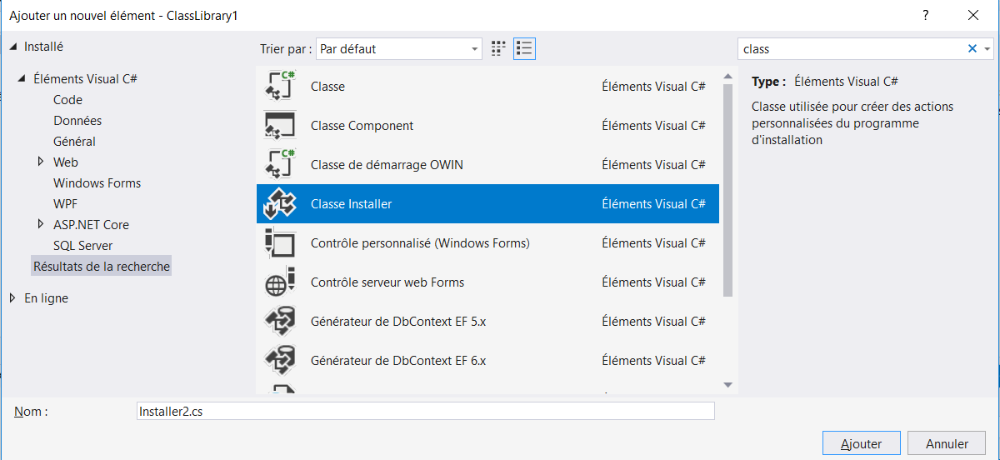 Ajouter un nouvel élément - ClassLibrary1
?
Installé
Éléments Visual C#
Code
Données
Général
Web
Windows Forms
WPF
ASP.NET Core
SQL Server
Résultats de la recherche
En ligne
Trier par : Par défaut
C# Classe Éléments Visual C#
Classe Component Éléments Visual C#
C# Classe de démarrage OWIN Éléments Visual C#
Classe Installer Éléments Visual C#
Contrôle personnalisé (Windows Forms) Éléments Visual C#
Contrôle serveur web Forms Éléments Visual C#
Générateur de DbContext EF 5.x Éléments Visual C#
Générateur de DbContext EF 6.x Éléments Visual C#
class
Type : Éléments Visual C#
Classe utilisée pour créer des actions
personnalisées du programme
d'installation
Nom : Installer2.cs
Ajouter Annuler